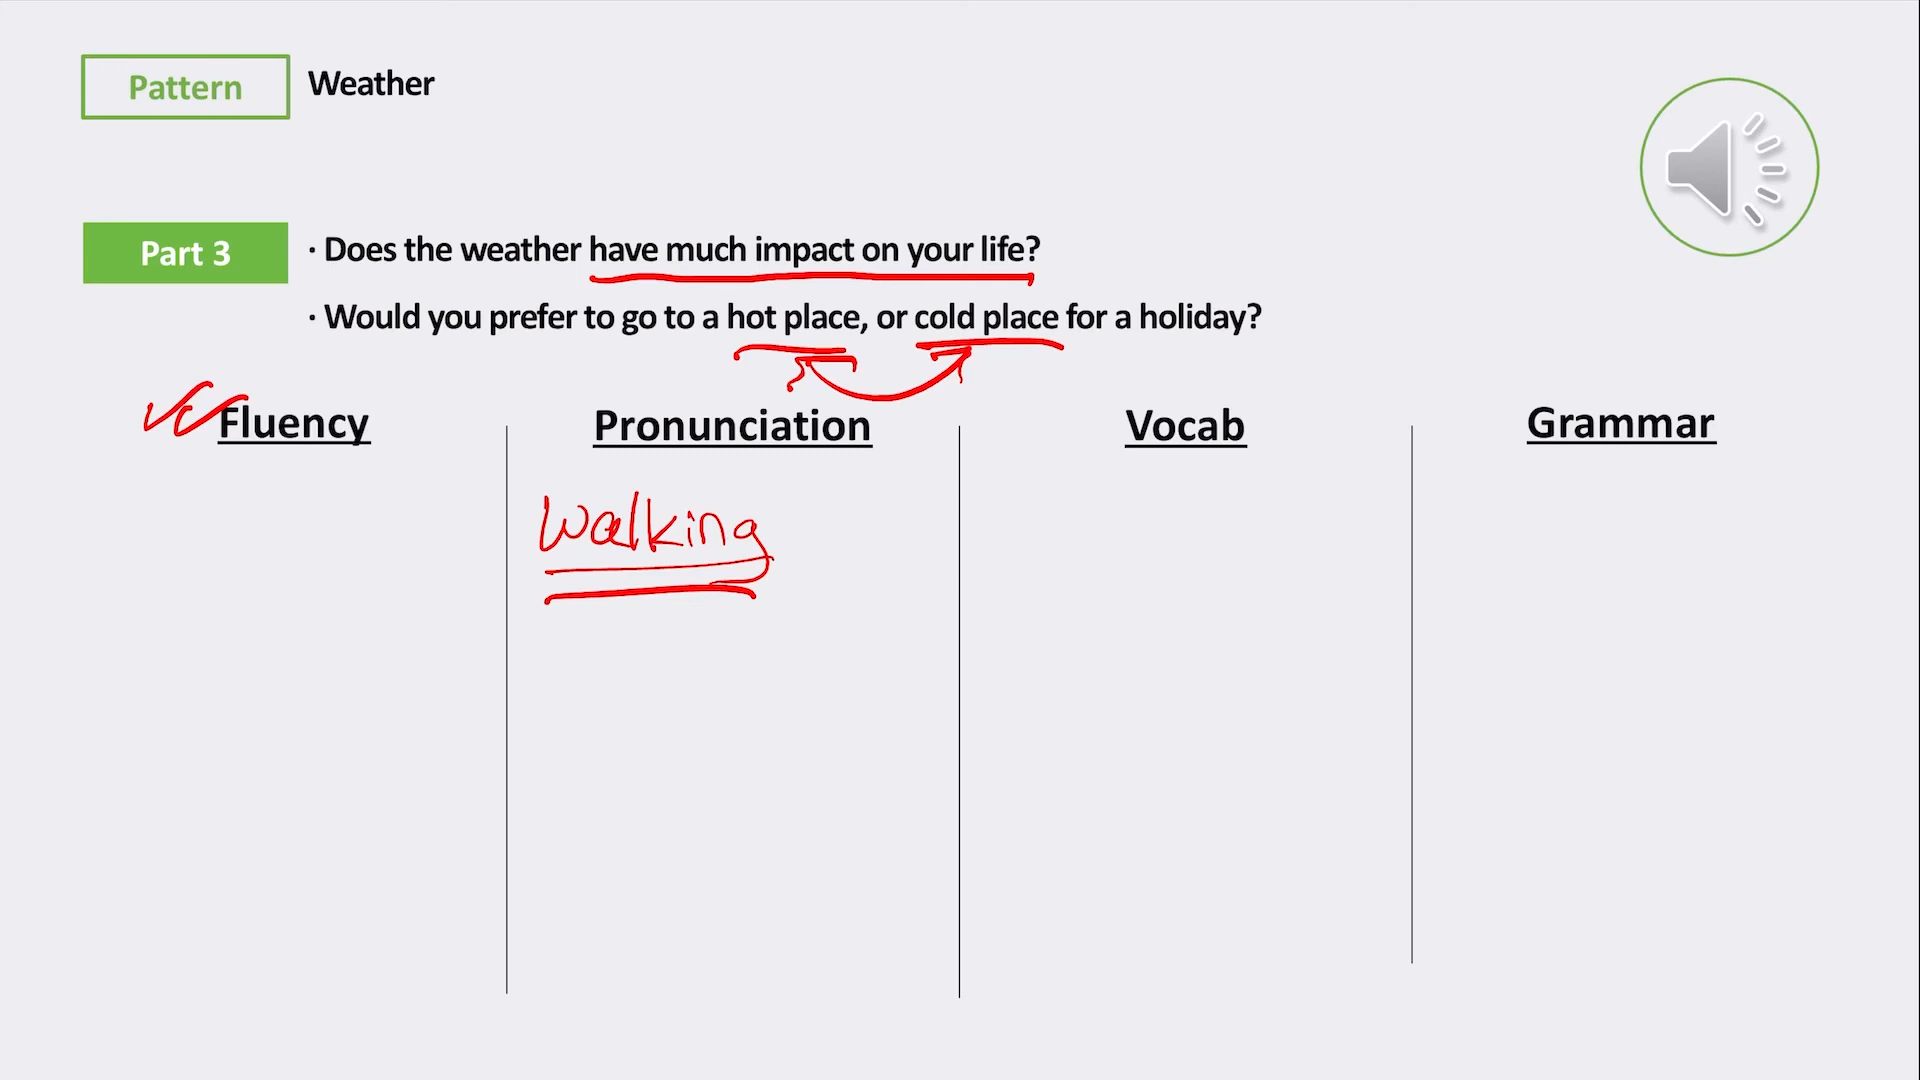 Pattern Weather
Part 3 · Does the weather have much impact on your life?
· Would you prefer to go to a hot place, or cold place for a holiday?
Fluency Pronunciation Vocab Grammar
walking